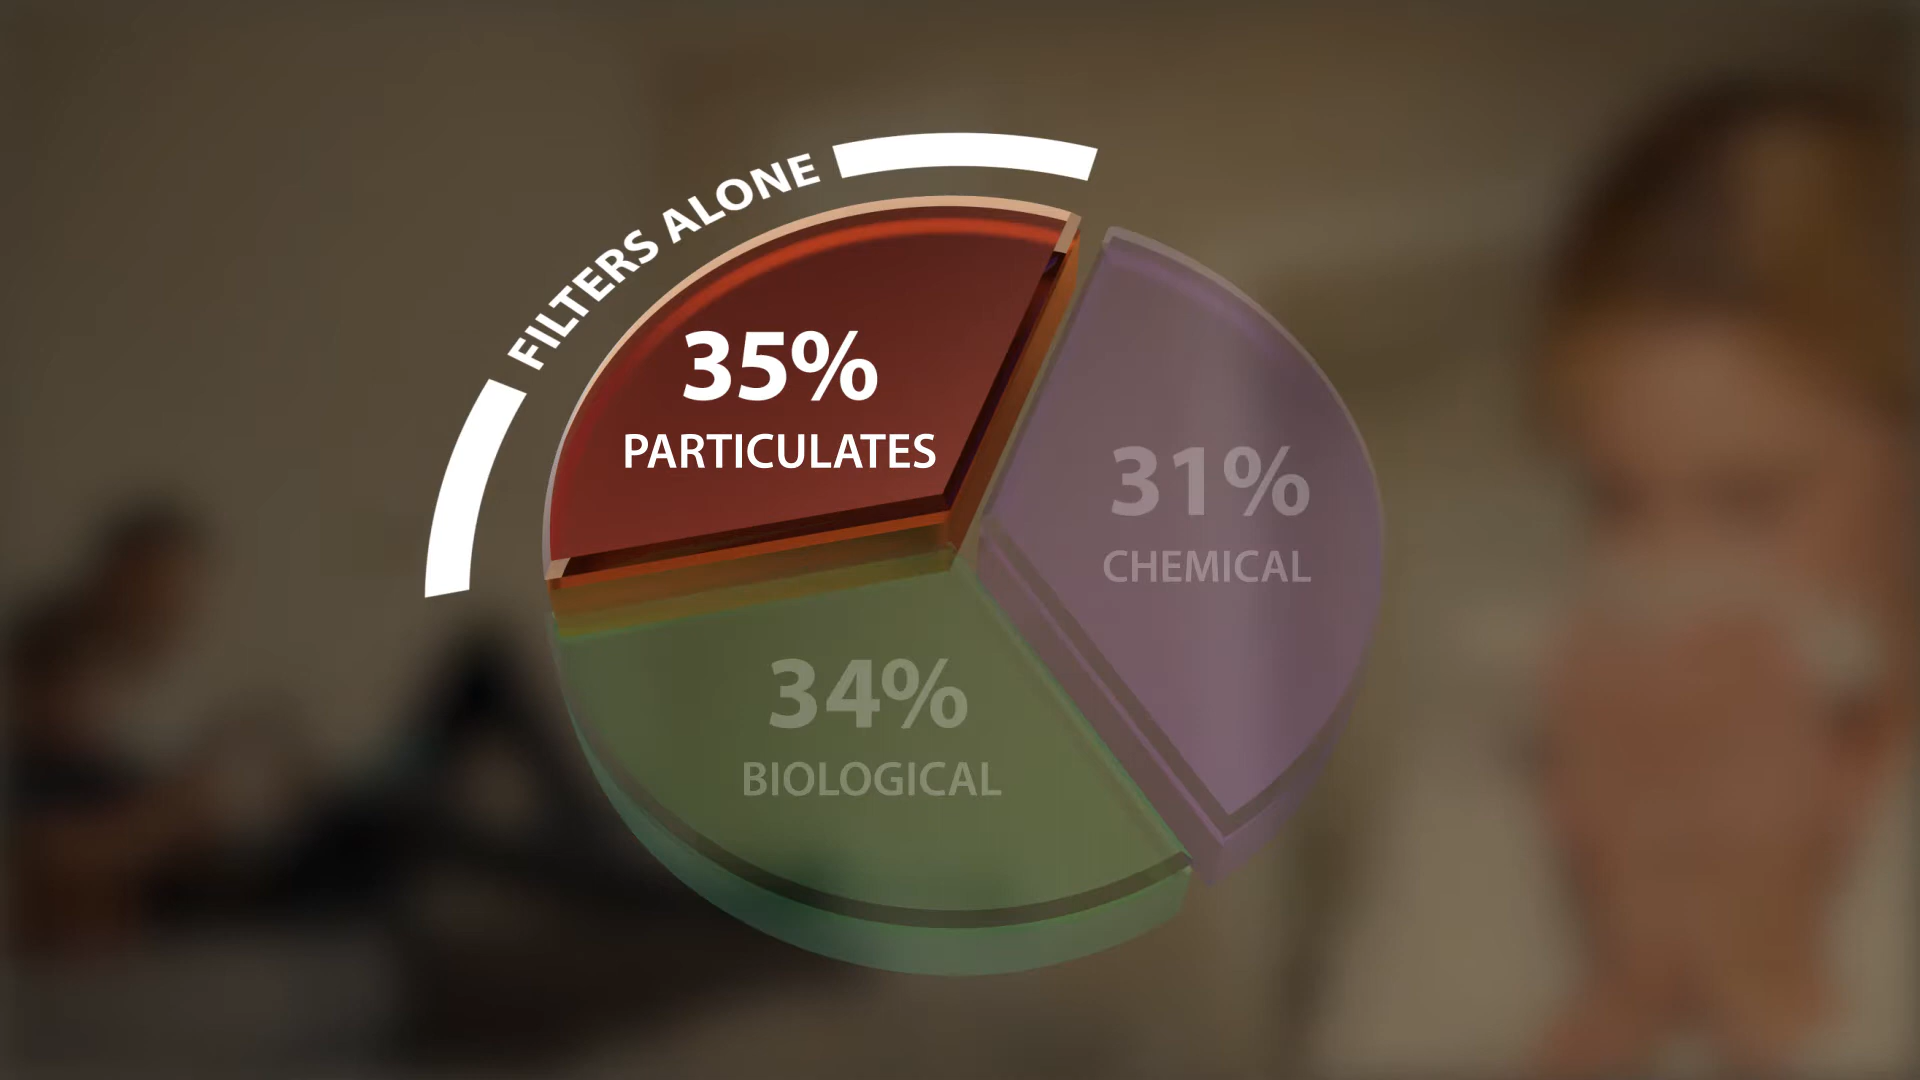 FILTERS ALONE
35%
PARTICULATES
31%
CHEMICAL
34%
BIOLOGICAL